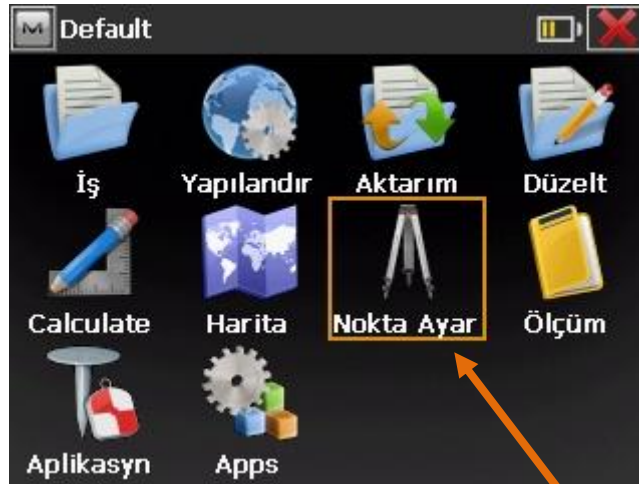 Default
İş Yapılandır Aktarım Düzelt
Calculate Harita Nokta Ayar Ölçüm
Aplikasyn Apps